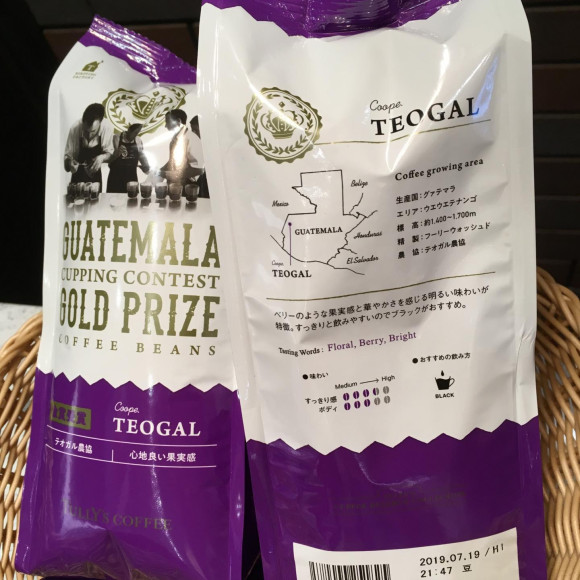 GUATEMALA
CUPPING CONTEST
GOLD PRIZE
COFFEE BEANS
Coope.
TEOGAL
テオガル農協
心地良い果実感
TULLY'S COFFEE
Coope.
TEOGAL
Coffee growing area
生産国：グァテマラ
エリア：ウエウエテナンゴ
標　高：約1,400~1,700m
精　製：フーリーウォッシュド
農　協：テオガル農協
Mexico
Belize
GUATEMALA
Honduras
El Salvador
Coope.
TEOGAL
ベリーのような果実感と華やかさを感じる明るい味わいが
特徴。すっきりと飲みやすいのでブラックがおすすめ。
Tasting Words : Floral, Berry, Bright
●味わい
Medium → High
すっきり感
ボディ
●おすすめの飲み方
BLACK
2019.07.19 / H1
21:47 豆